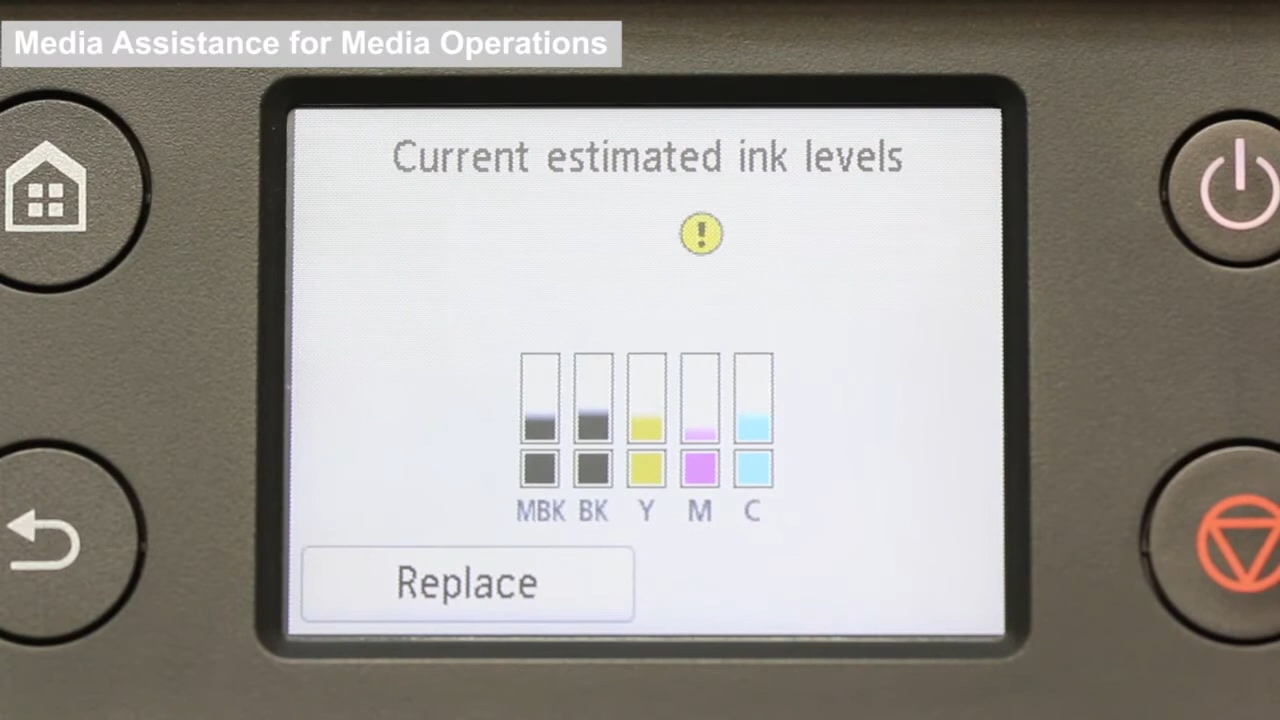 Media Assistance for Media Operations
Current estimated ink levels
!
MBK BK Y M C
Replace